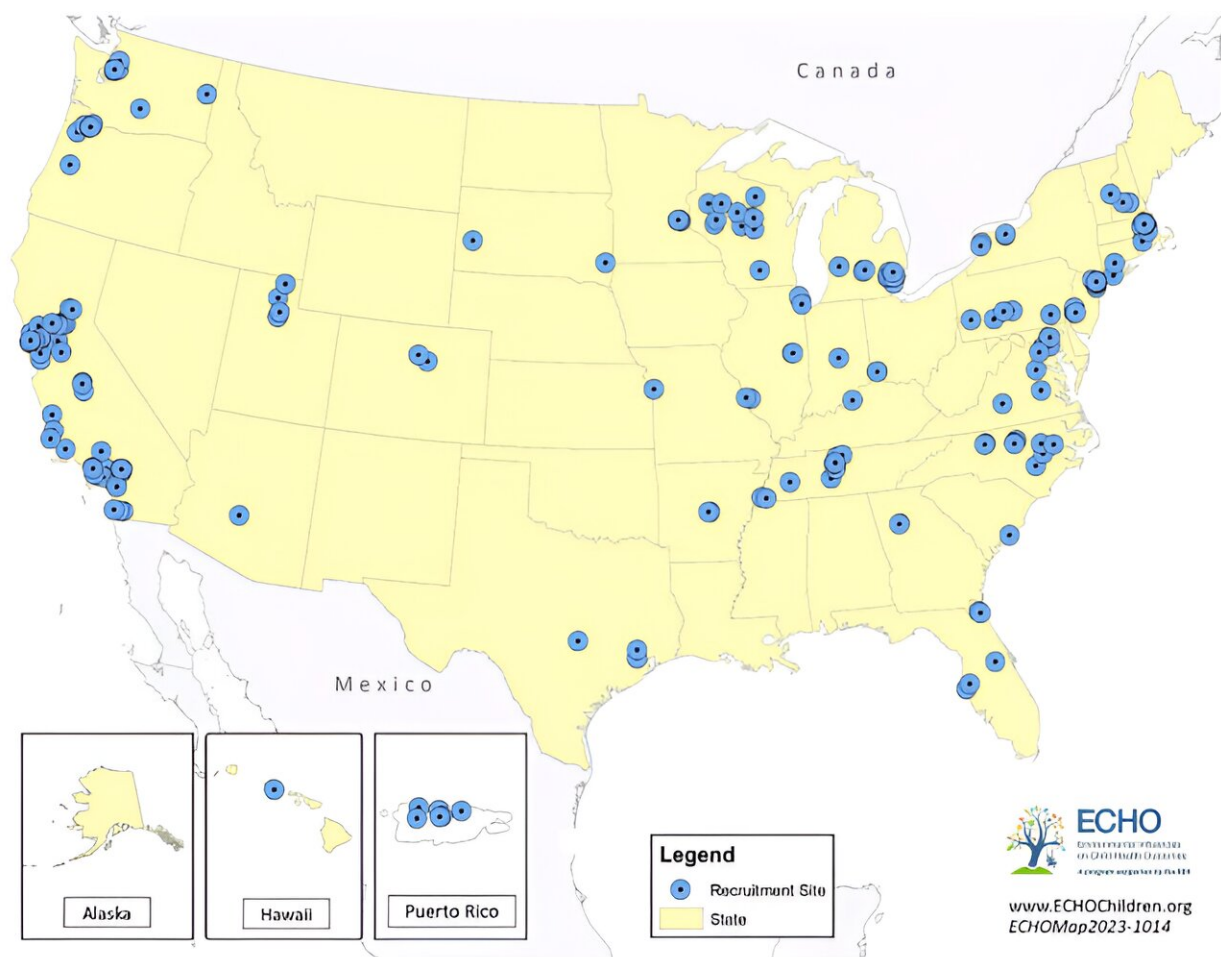 Canada
Mexico
Alaska
Hawaii
Puerto Rico
Legend
Recruitment Site
State
ECHO
www.ECHOChildren.org
ECHOMap2023-1014